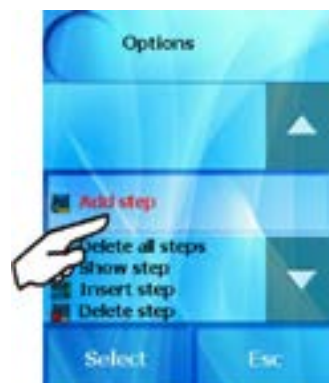 Options
Add step
Delete all steps
Show step
Insert step
Delete step
Select Esc